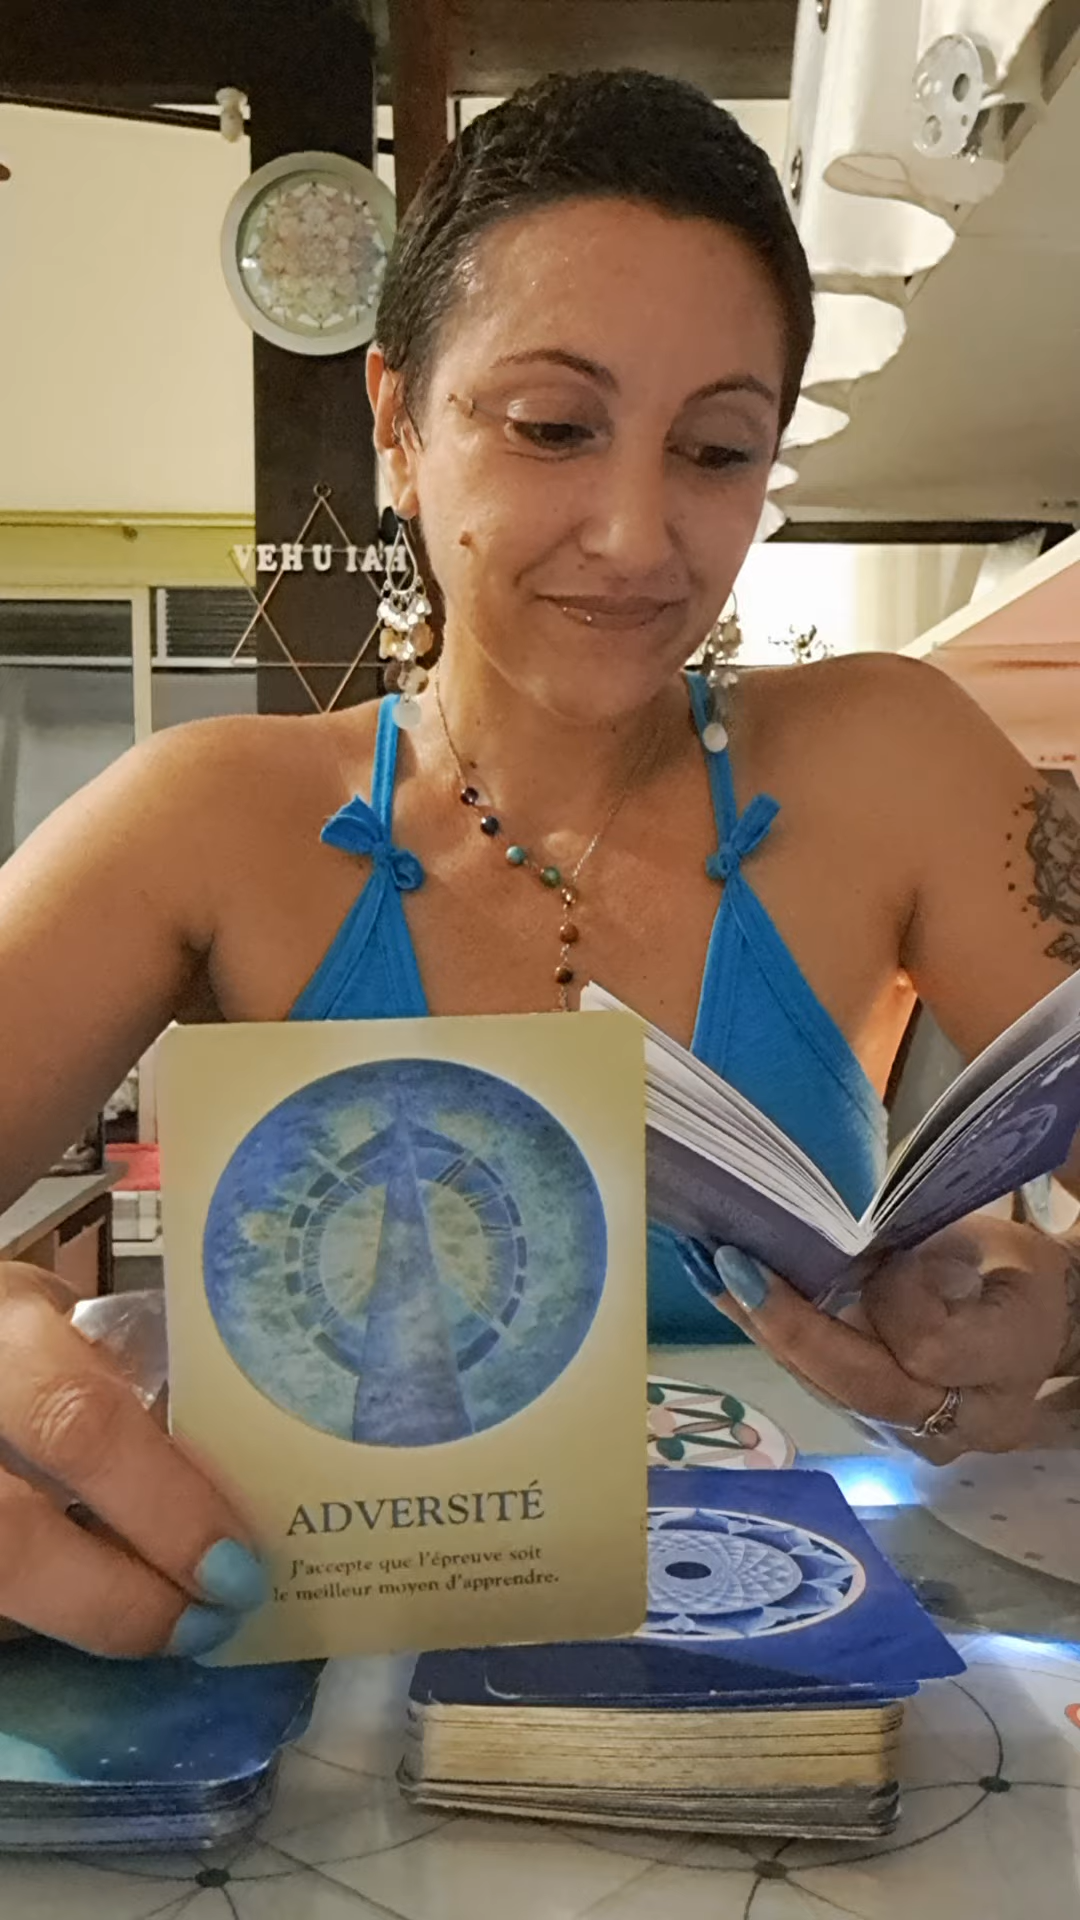 VEHUIAH
ADVERSITÉ
J'accepte que l'épreuve soit
le meilleur moyen d'apprendre.